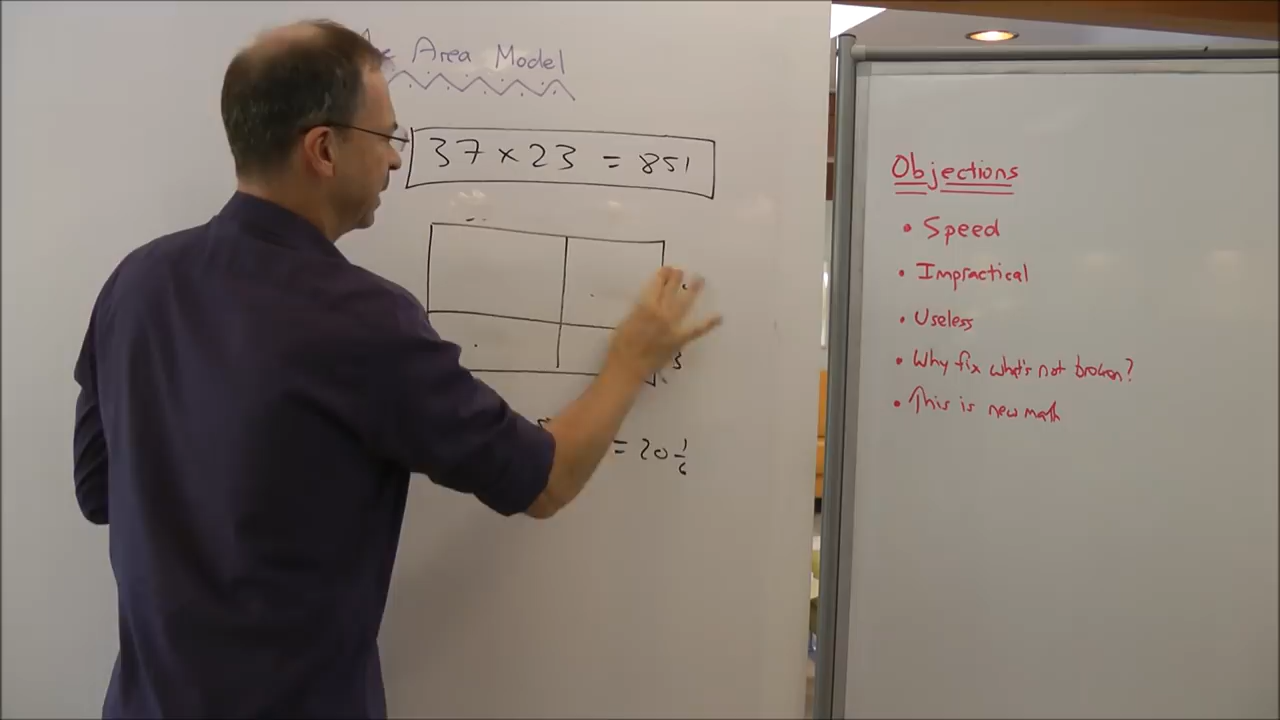 Area Model
37 × 23 = 851
3
= 20 1/6
Objections
• Speed
• Impractical
• Useless
• Why fix what's not broken?
• This is new math